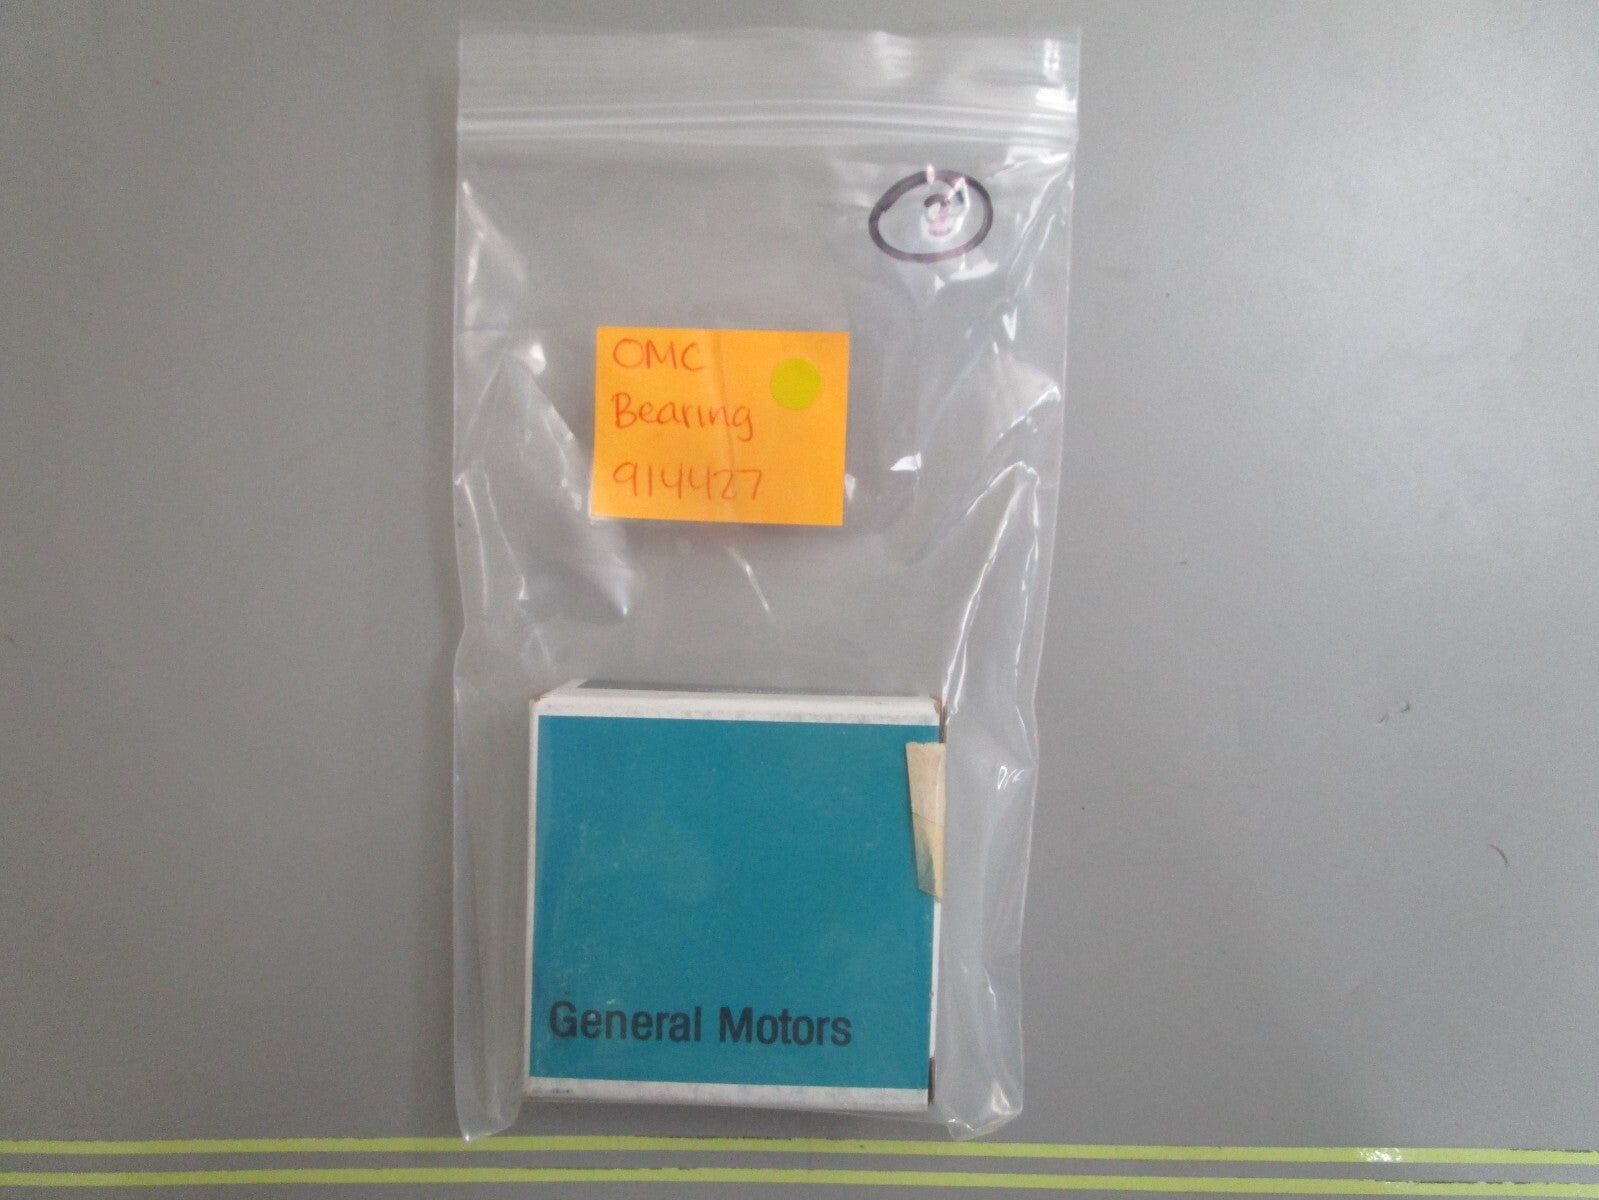 OMC
Bearing
914427
General Motors